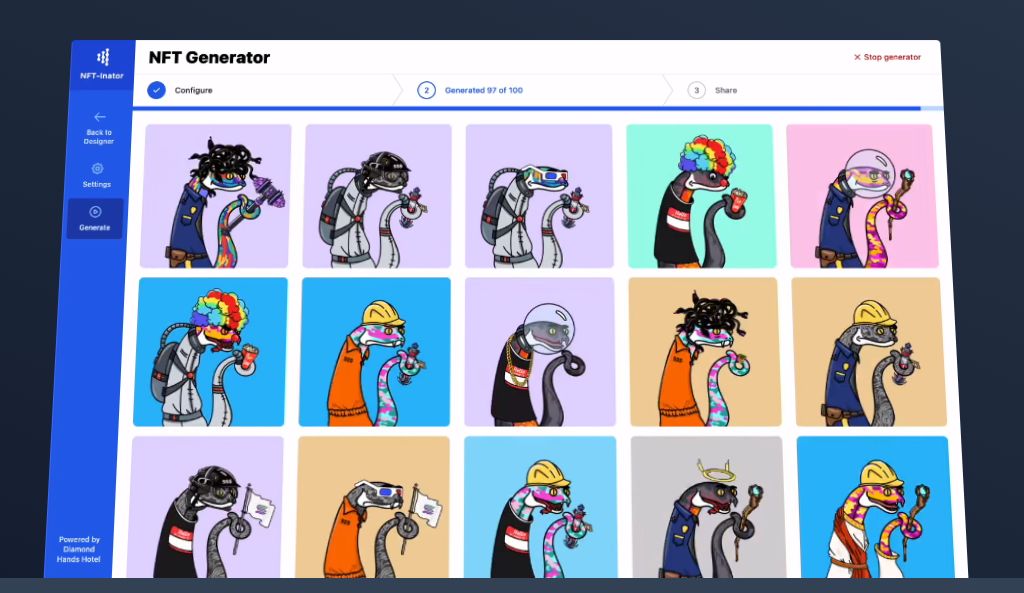 NFT-Inator
NFT Generator
Stop generator
Configure
2
Generated 97 of 100
3
Share
Back to
Designer
Settings
Generate
Powered by
Diamond
Hands Hotel